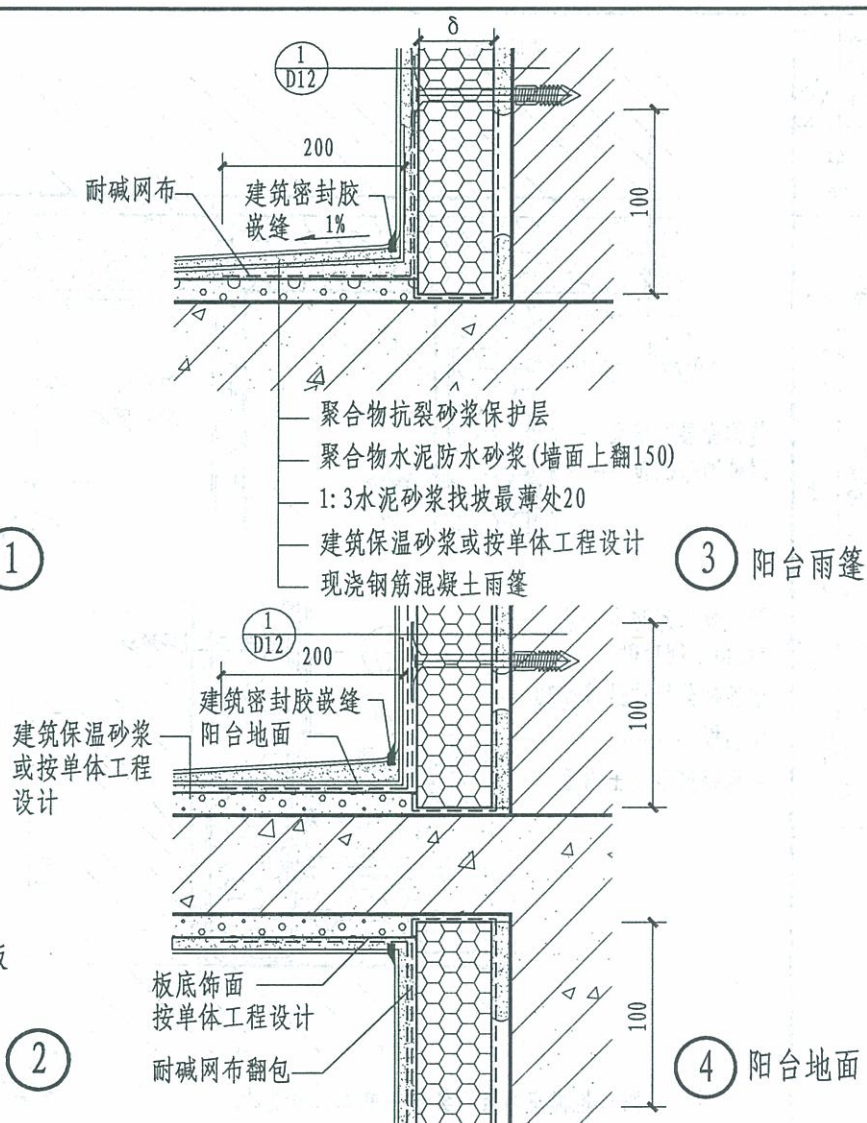 δ
1
D12
200
耐碱网布
建筑密封胶
嵌缝 1%
100
聚合物抗裂砂浆保护层
聚合物水泥防水砂浆(墙面上翻150)
1:3水泥砂浆找坡最薄处20
建筑保温砂浆或按单体工程设计
现浇钢筋混凝土雨篷
1
3 阳台雨篷
1
D12
200
建筑密封胶嵌缝
阳台地面
建筑保温砂浆
或按单体工程
设计
100
板底饰面
按单体工程设计
耐碱网布翻包
100
2
4 阳台地面